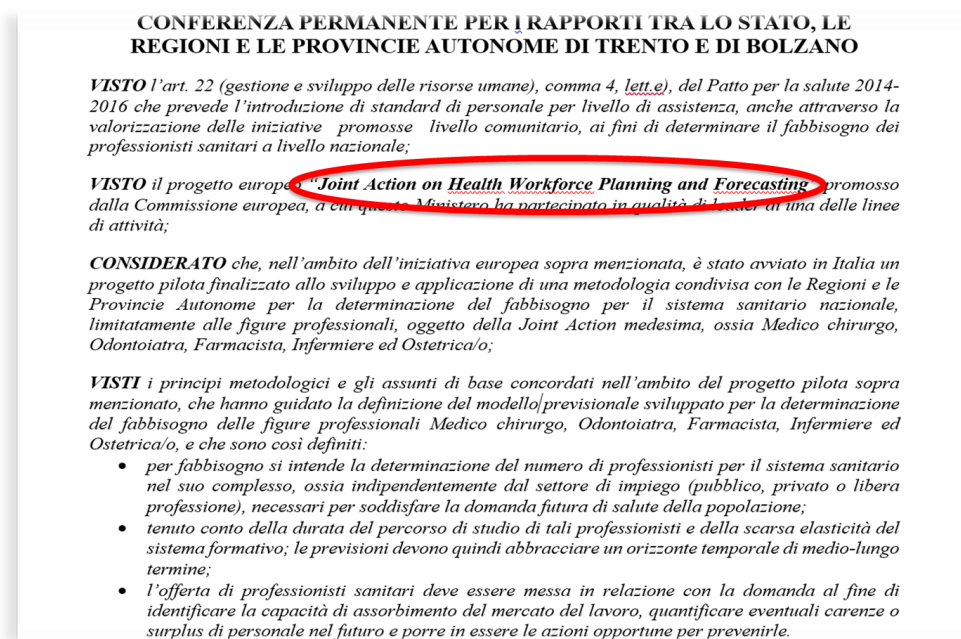 CONFERENZA PERMANENTE PER I RAPPORTI TRA LO STATO, LE
REGIONI E LE PROVINCIE AUTONOME DI TRENTO E DI BOLZANO
VISTO l’art. 22 (gestione e sviluppo delle risorse umane), comma 4, lett.e), del Patto per la salute 2014-
2016 che prevede l’introduzione di standard di personale per livello di assistenza, anche attraverso la
valorizzazione delle iniziative promosse livello comunitario, ai fini di determinare il fabbisogno dei
professionisti sanitari a livello nazionale;
VISTO il progetto europeo “Joint Action on Health Workforce Planning and Forecasting promosso
dalla Commissione europea, a cui questo Ministero ha partecipato in qualità di leader di una delle linee
di attività;
CONSIDERATO che, nell’ambito dell’iniziativa europea sopra menzionata, è stato avviato in Italia un
progetto pilota finalizzato allo sviluppo e applicazione di una metodologia condivisa con le Regioni e le
Provincie Autonome per la determinazione del fabbisogno per il sistema sanitario nazionale,
limitatamente alle figure professionali, oggetto della Joint Action medesima, ossia Medico chirurgo,
Odontoiatra, Farmacista, Infermiere ed Ostetrica/o;
VISTI i principi metodologici e gli assunti di base concordati nell’ambito del progetto pilota sopra
menzionato, che hanno guidato la definizione del modello previsionale sviluppato per la determinazione
del fabbisogno delle figure professionali Medico chirurgo, Odontoiatra, Farmacista, Infermiere ed
Ostetrica/o, e che sono così definiti:
• per fabbisogno si intende la determinazione del numero di professionisti per il sistema sanitario
nel suo complesso, ossia indipendentemente dal settore di impiego (pubblico, privato o libera
professione), necessari per soddisfare la domanda futura di salute della popolazione;
• tenuto conto della durata del percorso di studio di tali professionisti e della scarsa elasticità del
sistema formativo; le previsioni devono quindi abbracciare un orizzonte temporale di medio-lungo
termine;
• l’offerta di professionisti sanitari deve essere messa in relazione con la domanda al fine di
identificare la capacità di assorbimento del mercato del lavoro, quantificare eventuali carenze o
surplus di personale nel futuro e porre in essere le azioni opportune per prevenirle.